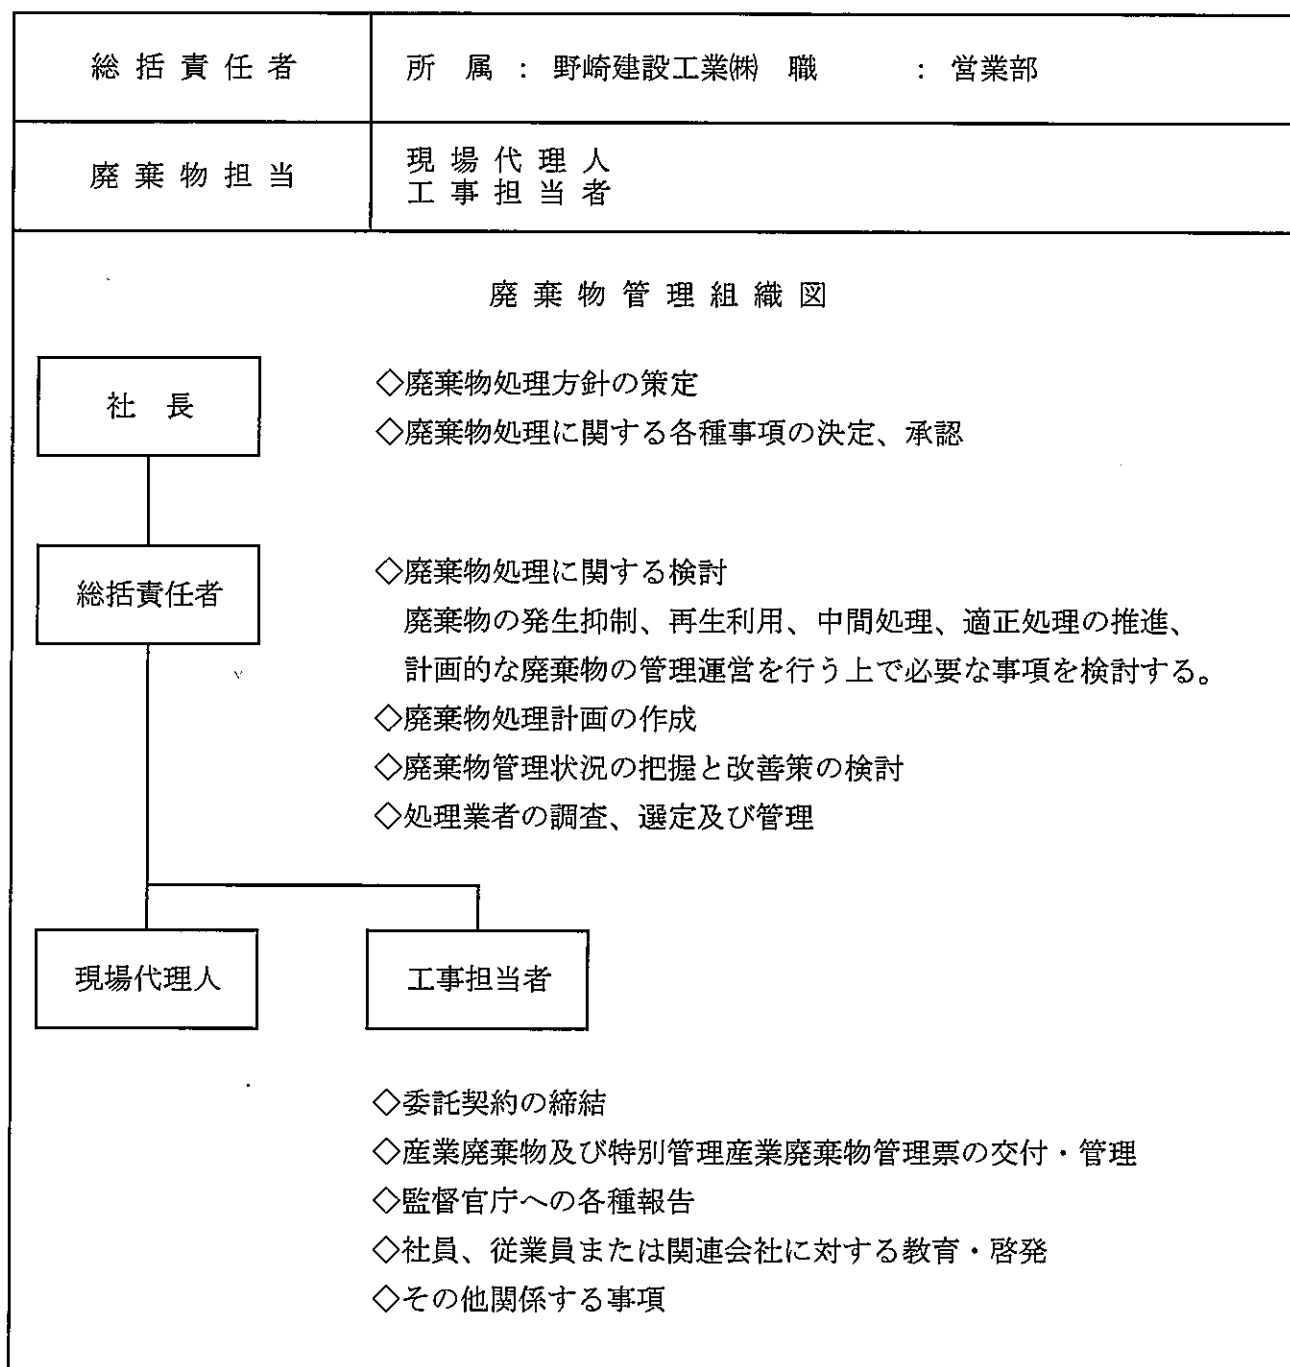 総括責任者 所属：野崎建設工業㈱ 職 ：営業部
廃棄物担当 現場代理人
工事担当者
廃棄物管理組織図
社長
◇廃棄物処理方針の策定
◇廃棄物処理に関する各種事項の決定、承認
総括責任者
◇廃棄物処理に関する検討
廃棄物の発生抑制、再生利用、中間処理、適正処理の推進、
計画的な廃棄物の管理運営を行う上で必要な事項を検討する。
◇廃棄物処理計画の作成
◇廃棄物管理状況の把握と改善策の検討
◇処理業者の調査、選定及び管理
現場代理人 工事担当者
◇委託契約の締結
◇産業廃棄物及び特別管理産業廃棄物管理票の交付・管理
◇監督官庁への各種報告
◇社員、従業員または関連会社に対する教育・啓発
◇その他関係する事項